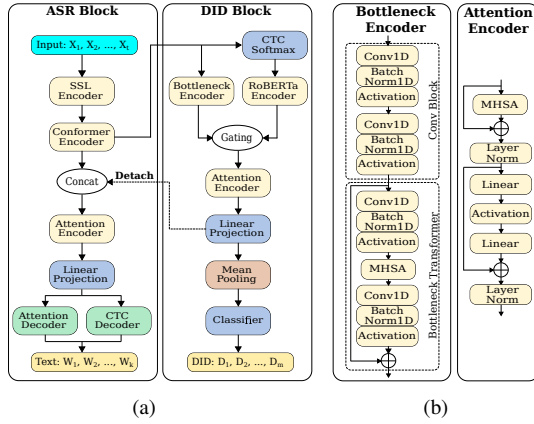 ASR Block
Input: X₁, X₂, ..., Xₜ
SSL
Encoder
Conformer
Encoder
Concat
Attention
Encoder
Linear
Projection
Attention
Decoder
CTC
Decoder
Text: W₁, W₂, ..., Wₖ
DID Block
CTC
Softmax
Bottleneck
Encoder
RoBERTa
Encoder
Gating
Attention
Encoder
Detach
Linear
Projection
Mean
Pooling
Classifier
DID: D₁, D₂, ..., Dₘ
(a)
Bottleneck
Encoder
Conv1D
Batch
Norm1D
Activation
Conv1D
Batch
Norm1D
Activation
Conv Block
Conv1D
Batch
Norm1D
Activation
MHSA
Conv1D
Batch
Norm1D
Activation
Bottleneck Transformer
Attention
Encoder
MHSA
Layer
Norm
Linear
Activation
Linear
Layer
Norm
(b)